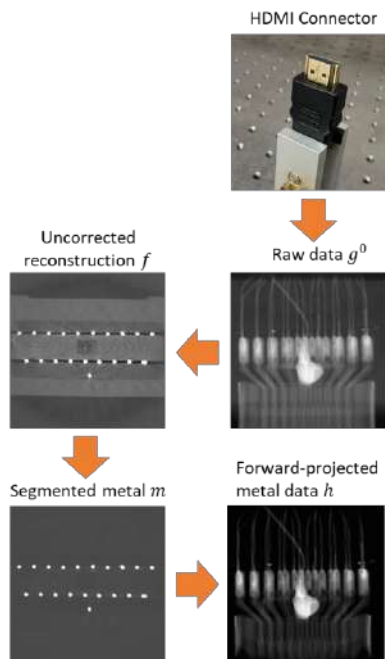 HDMI Connector
Uncorrected
reconstruction f
Raw data g⁰
Segmented metal m
Forward-projected
metal data h